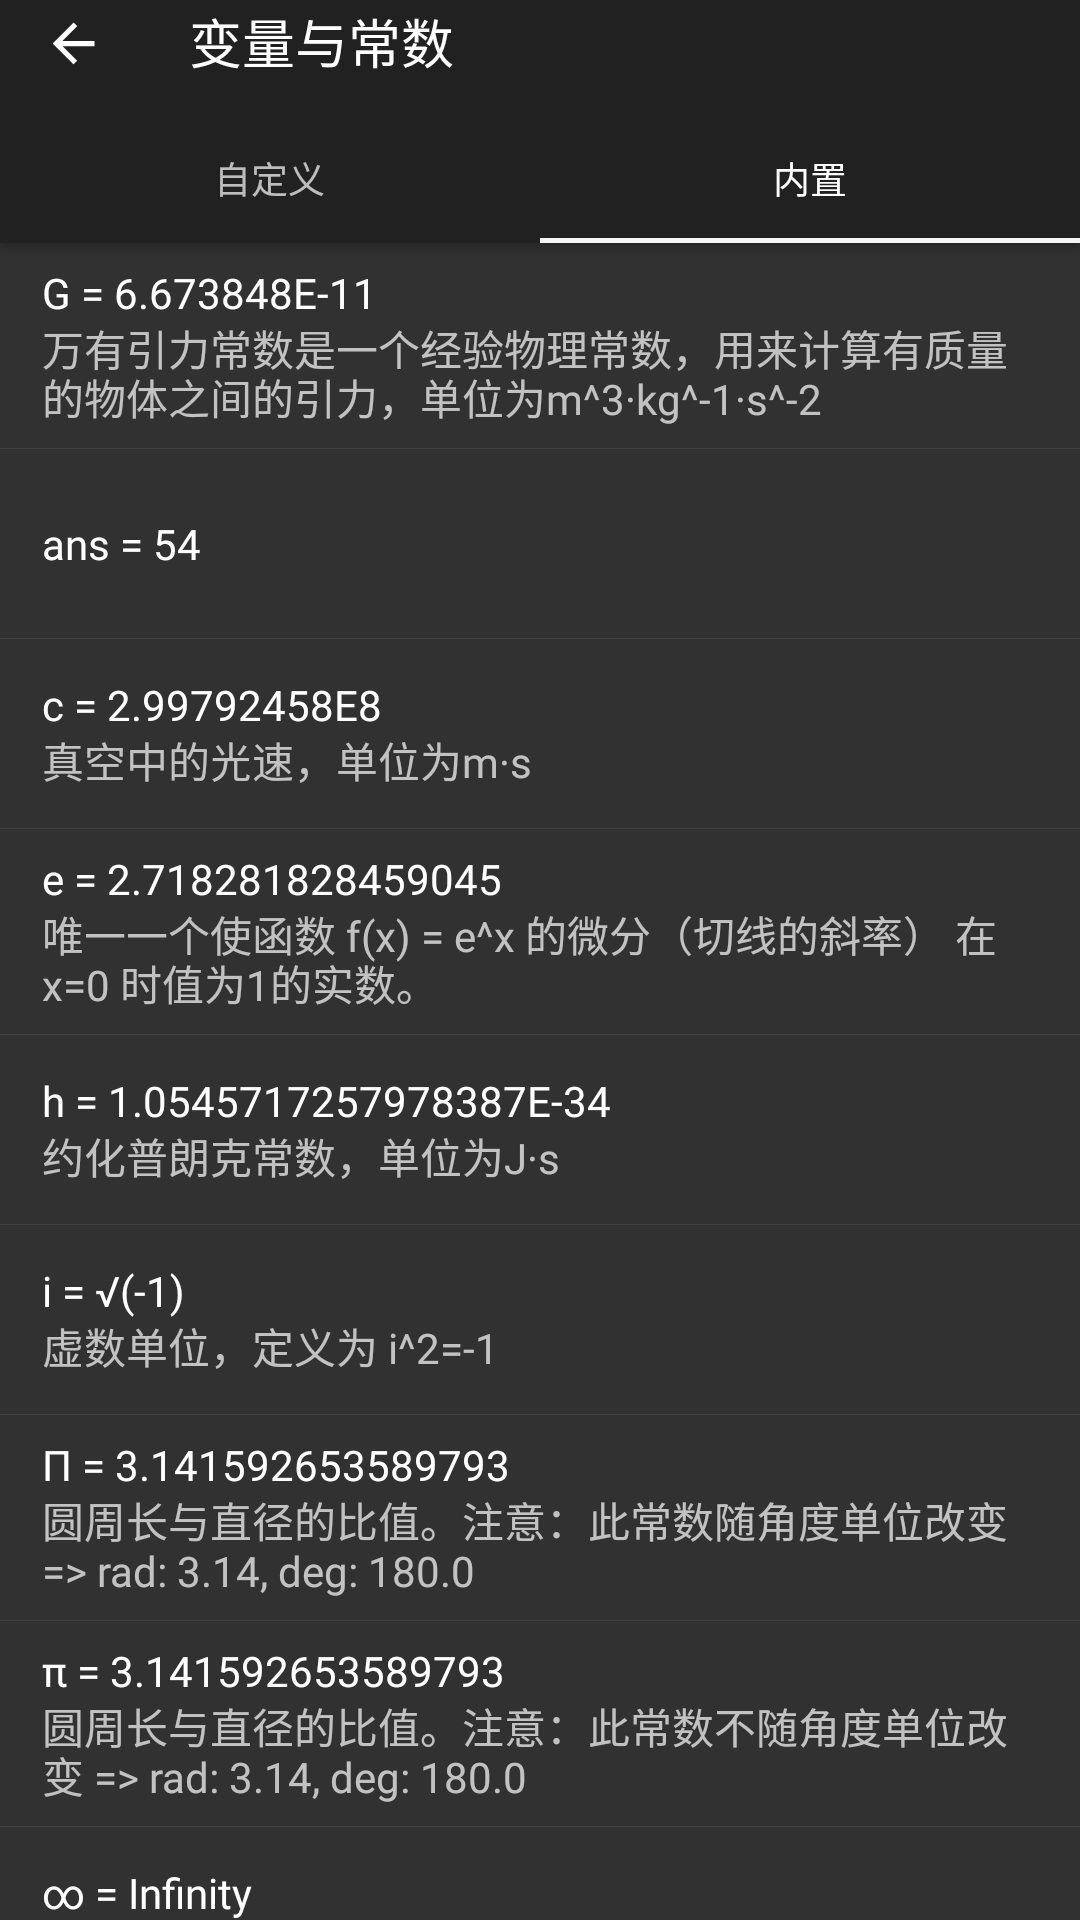 变量与常数
自定义
内置
G = 6.673848E-11
万有引力常数是一个经验物理常数，用来计算有质量
的物体之间的引力，单位为m^3·kg^-1·s^-2
ans = 54
c = 2.99792458E8
真空中的光速，单位为m·s
e = 2.718281828459045
唯一一个使函数 f(x) = e^x 的微分（切线的斜率） 在
x=0 时值为1的实数。
h = 1.0545717257978387E-34
约化普朗克常数，单位为J·s
i = √(-1)
虚数单位，定义为 i^2=-1
Π = 3.141592653589793
圆周长与直径的比值。注意：此常数随角度单位改变
=> rad: 3.14, deg: 180.0
π = 3.141592653589793
圆周长与直径的比值。注意：此常数不随角度单位改
变 => rad: 3.14, deg: 180.0
∞ = Infinity